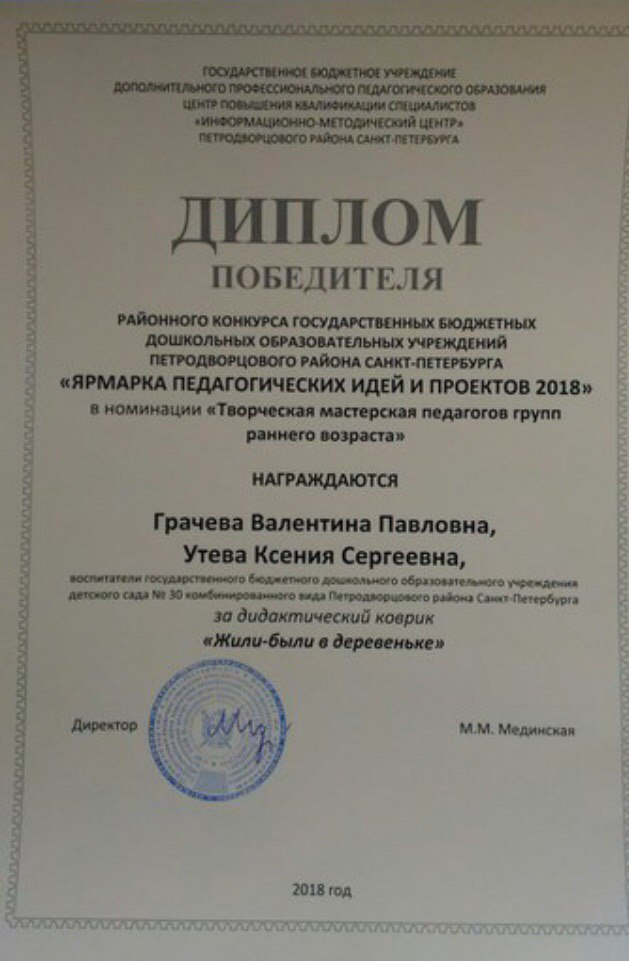 ГОСУДАРСТВЕННОЕ БЮДЖЕТНОЕ УЧРЕЖДЕНИЕ
ДОПОЛНИТЕЛЬНОГО ПРОФЕССИОНАЛЬНОГО ПЕДАГОГИЧЕСКОГО ОБРАЗОВАНИЯ
ЦЕНТР ПОВЫШЕНИЯ КВАЛИФИКАЦИИ СПЕЦИАЛИСТОВ
«ИНФОРМАЦИОННО-МЕТОДИЧЕСКИЙ ЦЕНТР»
ПЕТРОДВОРЦОВОГО РАЙОНА САНКТ-ПЕТЕРБУРГА
ДИПЛОМ
ПОБЕДИТЕЛЯ
РАЙОННОГО КОНКУРСА ГОСУДАРСТВЕННЫХ БЮДЖЕТНЫХ
ДОШКОЛЬНЫХ ОБРАЗОВАТЕЛЬНЫХ УЧРЕЖДЕНИЙ
ПЕТРОДВОРЦОВОГО РАЙОНА САНКТ-ПЕТЕРБУРГА
«ЯРМАРКА ПЕДАГОГИЧЕСКИХ ИДЕЙ И ПРОЕКТОВ 2018»
в номинации «Творческая мастерская педагогов групп
раннего возраста»
НАГРАЖДАЮТСЯ
Грачева Валентина Павловна,
Утева Ксения Сергеевна,
воспитатели государственного бюджетного дошкольного образовательного учреждения
детского сада № 30 комбинированного вида Петродворцового района Санкт-Петербурга
за дидактический коврик
«Жили-были в деревеньке»
Директор М.М. Мединская
2018 год